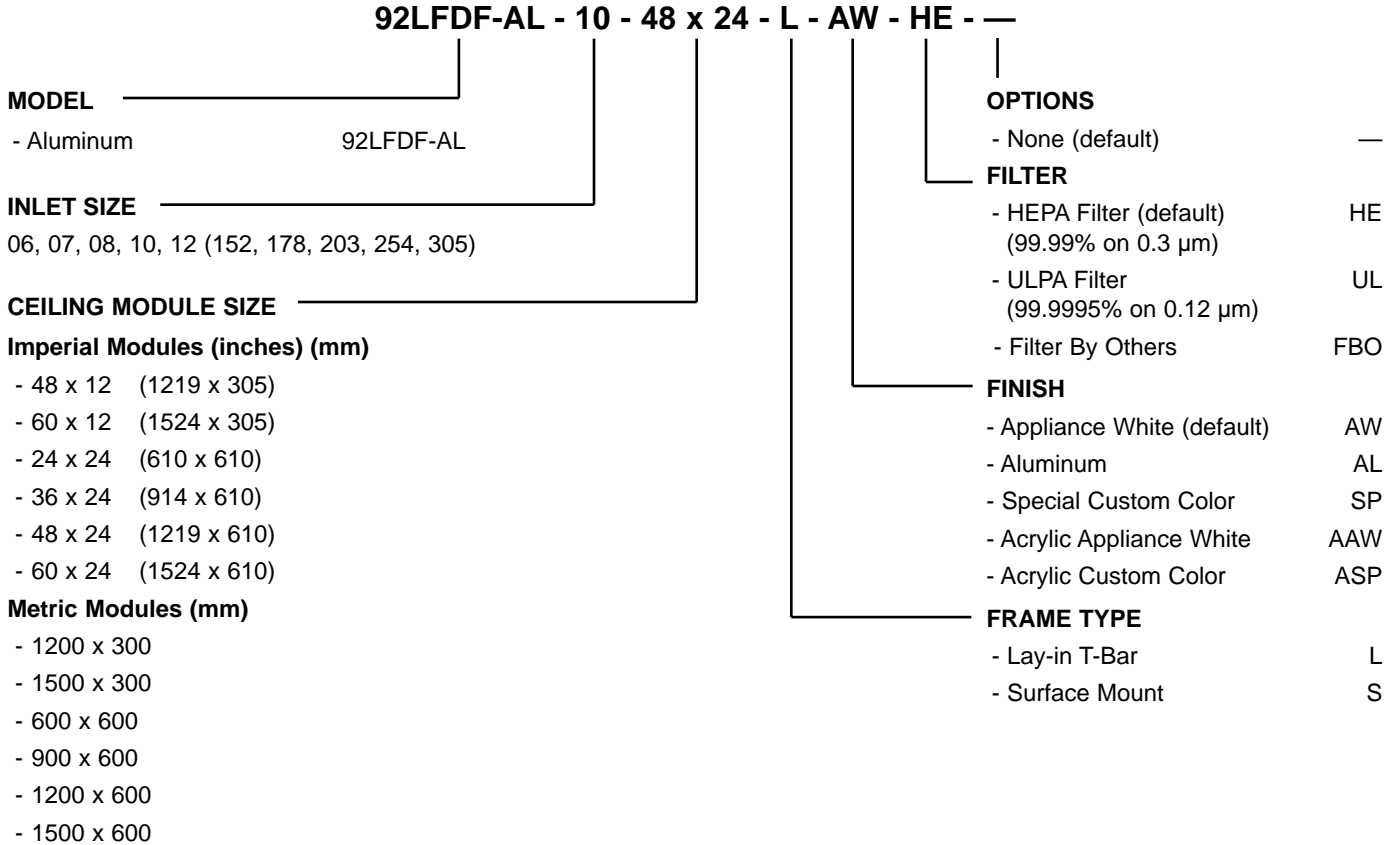 92LFDF-AL - 10 - 48 x 24 - L - AW - HE - —
MODEL
- Aluminum 92LFDF-AL
INLET SIZE
06, 07, 08, 10, 12 (152, 178, 203, 254, 305)
CEILING MODULE SIZE
Imperial Modules (inches) (mm)
- 48 x 12 (1219 x 305)
- 60 x 12 (1524 x 305)
- 24 x 24 (610 x 610)
- 36 x 24 (914 x 610)
- 48 x 24 (1219 x 610)
- 60 x 24 (1524 x 610)
Metric Modules (mm)
- 1200 x 300
- 1500 x 300
- 600 x 600
- 900 x 600
- 1200 x 600
- 1500 x 600
OPTIONS
- None (default) —
FILTER
- HEPA Filter (default) HE
(99.99% on 0.3 µm)
- ULPA Filter UL
(99.9995% on 0.12 µm)
- Filter By Others FBO
FINISH
- Appliance White (default) AW
- Aluminum AL
- Special Custom Color SP
- Acrylic Appliance White AAW
- Acrylic Custom Color ASP
FRAME TYPE
- Lay-in T-Bar L
- Surface Mount S